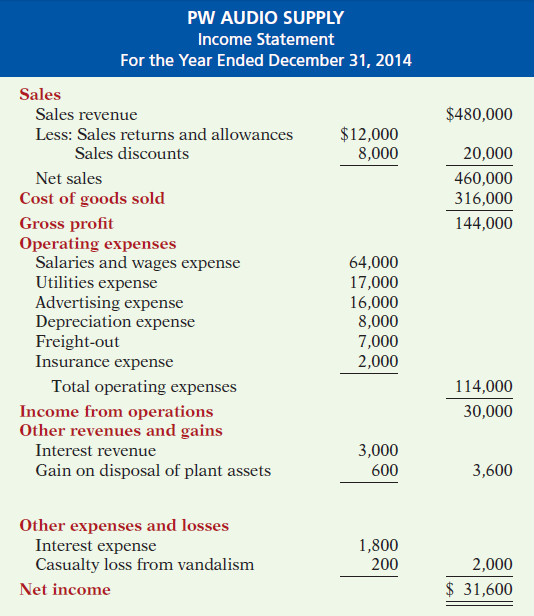 PW AUDIO SUPPLY
Income Statement
For the Year Ended December 31, 2014
Sales
Sales revenue $480,000
Less: Sales returns and allowances $12,000
Sales discounts 8,000 20,000
Net sales 460,000
Cost of goods sold 316,000
Gross profit 144,000
Operating expenses
Salaries and wages expense 64,000
Utilities expense 17,000
Advertising expense 16,000
Depreciation expense 8,000
Freight-out 7,000
Insurance expense 2,000
Total operating expenses 114,000
Income from operations 30,000
Other revenues and gains
Interest revenue 3,000
Gain on disposal of plant assets 600 3,600
Other expenses and losses
Interest expense 1,800
Casualty loss from vandalism 200 2,000
Net income $ 31,600